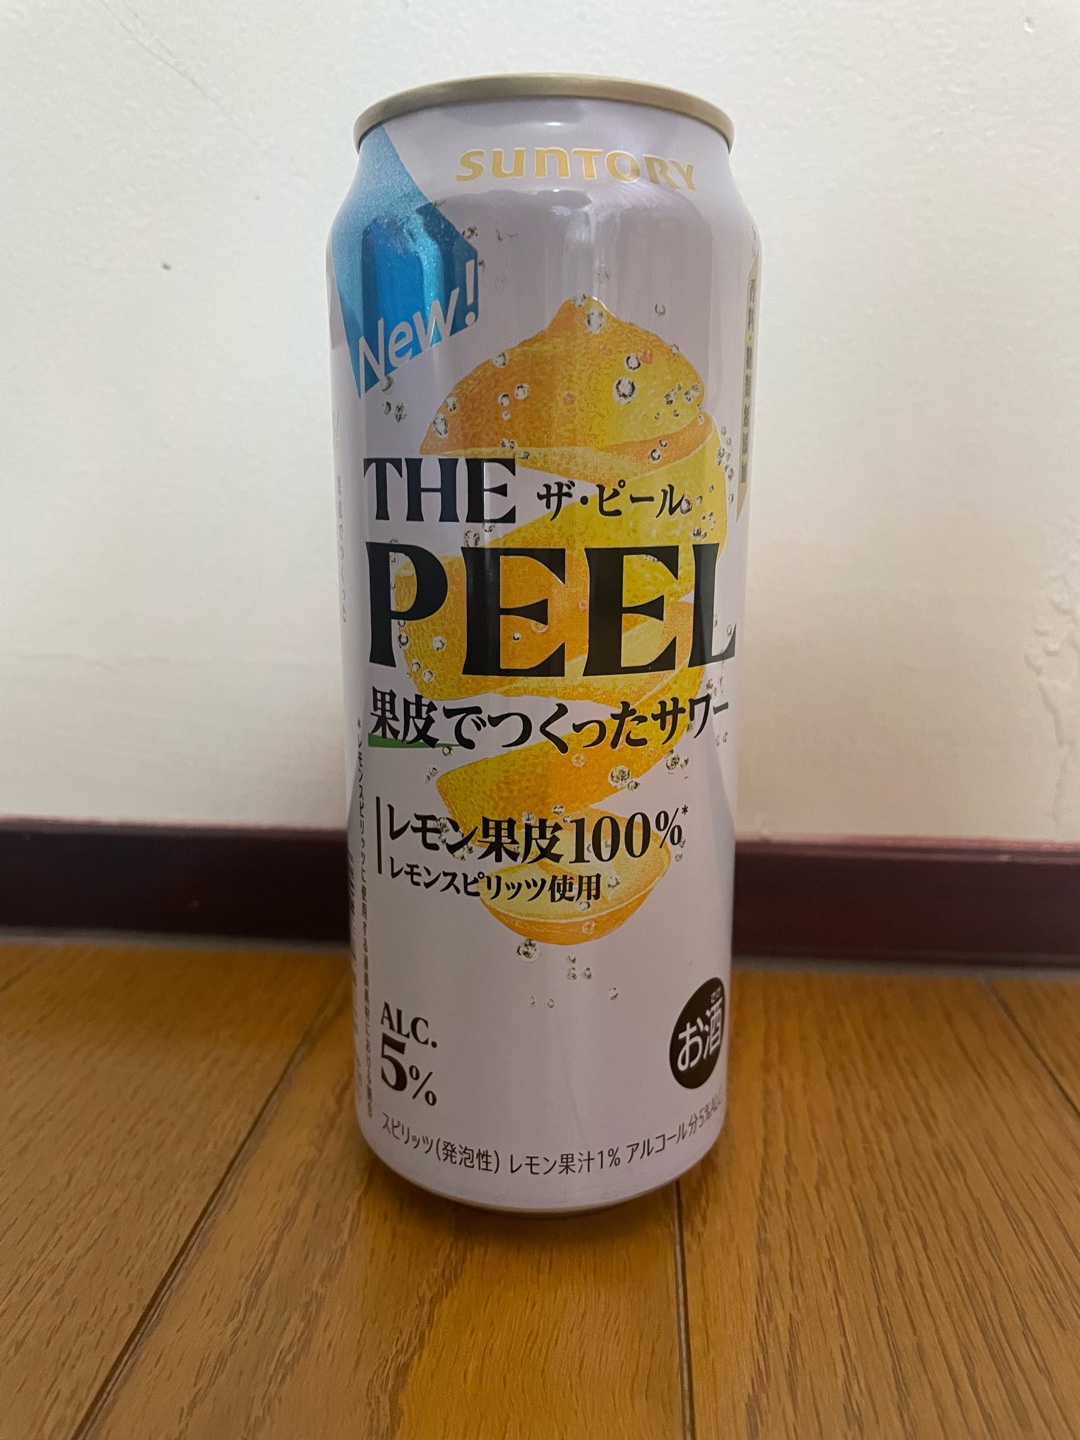 SUNTORY
New!
THE ザ・ピール
PEEL
果皮でつくったサワー
レモン果皮100%*
レモンスピリッツ使用
ALC.
5%
お酒
スピリッツ(発泡性) レモン果汁1% アルコール分5%